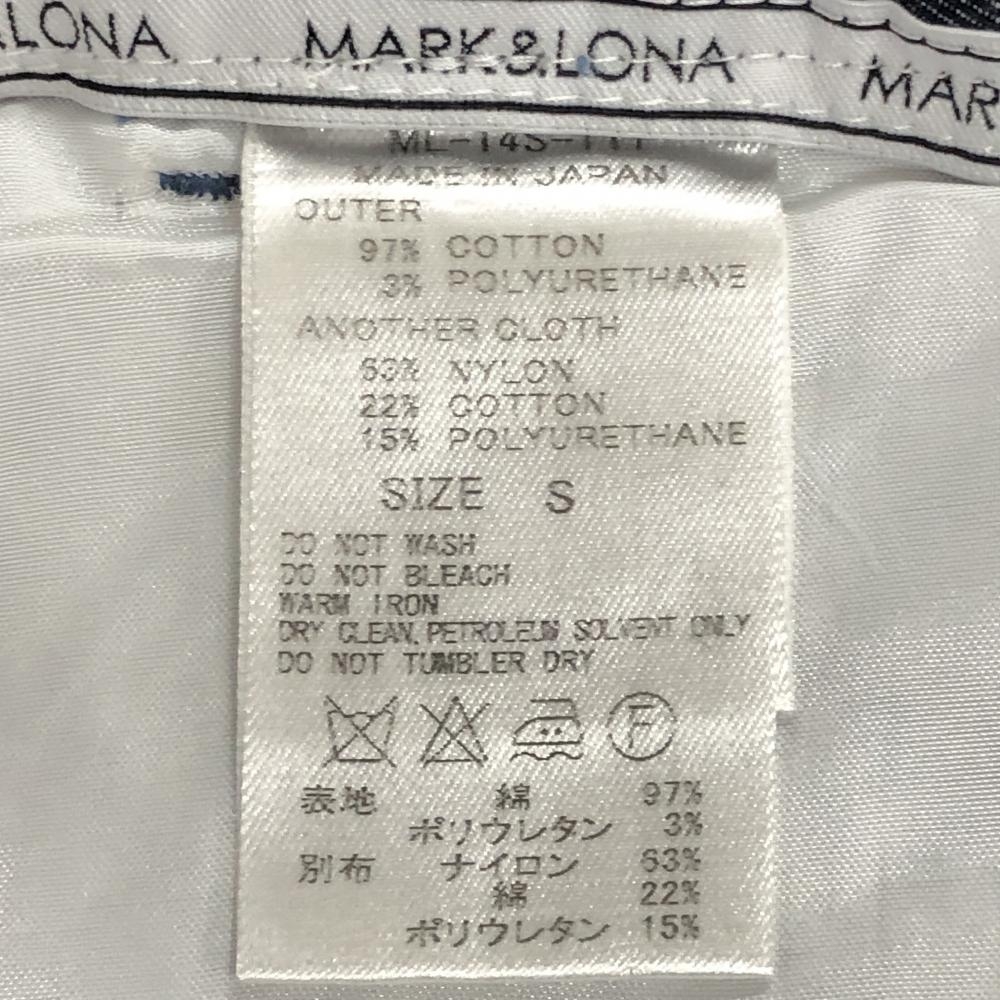 LONA MARK&LONA MAR
MADE IN JAPAN
OUTER
97% COTTON
3% POLYURETHANE
ANOTHER CLOTH
63% NYLON
22% COTTON
15% POLYURETHANE
SIZE S
DO NOT WASH
DO NOT BLEACH
WARM IRON
DRY CLEAN, PETROLEUM SOLVENT ONLY
DO NOT TUMBLER DRY
F
表地 綿 97%
ポリウレタン 3%
別布 ナイロン 63%
綿 22%
ポリウレタン 15%